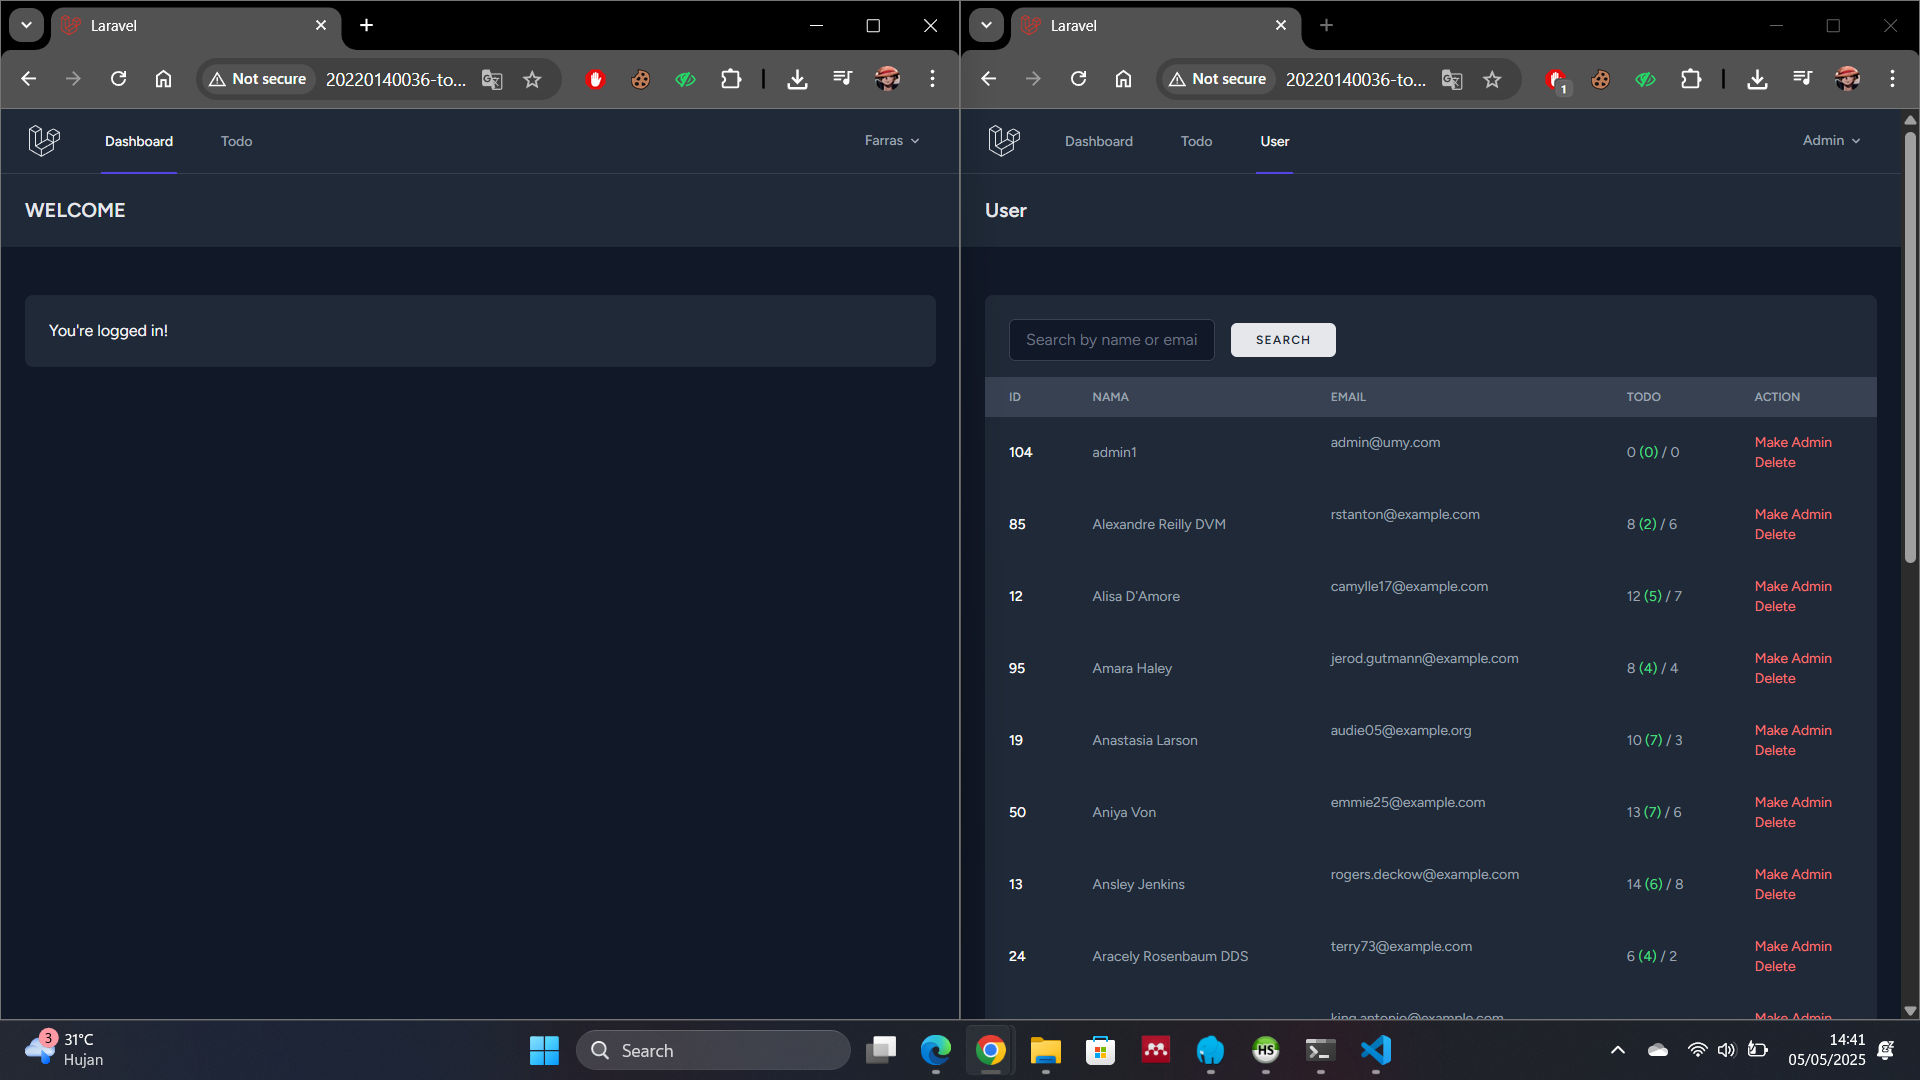 Laravel
Not secure
20220140036-to...
Dashboard
Todo
Farras
WELCOME
You're logged in!
Laravel
Not secure
20220140036-to...
1
Dashboard
Todo
User
Admin
User
Search by name or emai
SEARCH
ID NAMA EMAIL TODO ACTION
104 admin1 admin@umy.com 0 (0) / 0 Make Admin
Delete
85 Alexandre Reilly DVM rstanton@example.com 8 (2) / 6 Make Admin
Delete
12 Alisa D'Amore camylle17@example.com 12 (5) / 7 Make Admin
Delete
95 Amara Haley jerod.gutmann@example.com 8 (4) / 4 Make Admin
Delete
19 Anastasia Larson audie05@example.org 10 (7) / 3 Make Admin
Delete
50 Aniya Von emmie25@example.com 13 (7) / 6 Make Admin
Delete
13 Ansley Jenkins rogers.deckow@example.com 14 (6) / 8 Make Admin
Delete
24 Aracely Rosenbaum DDS terry73@example.com 6 (4) / 2 Make Admin
Delete
king.antonio@example.com Make Admin
3
31°C
Hujan
Search
HS
14:41
05/05/2025